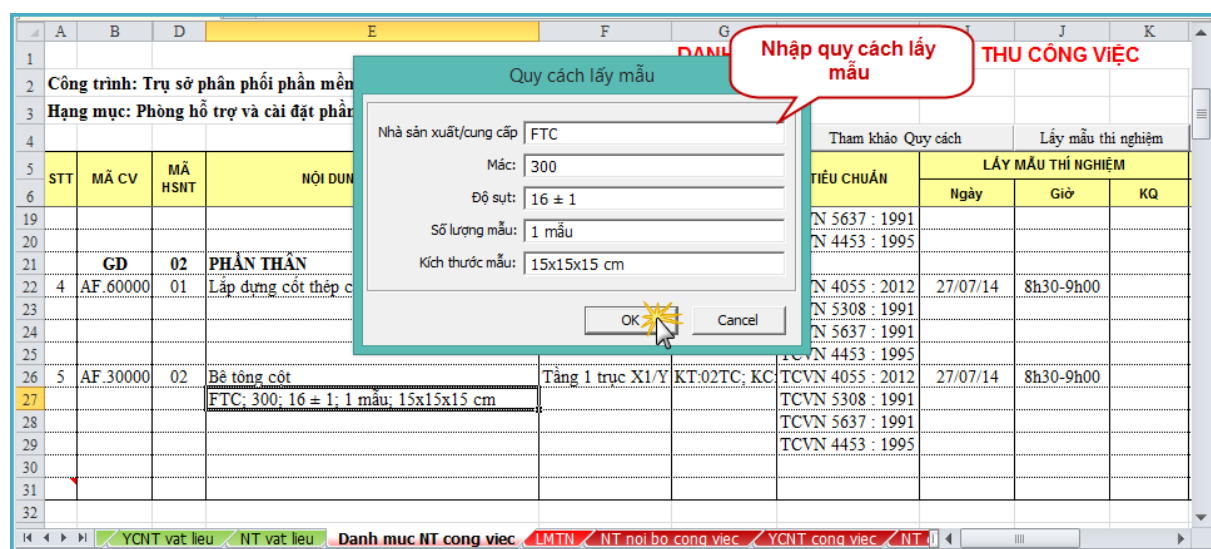 A B D E F G I J K
1 DANH THU CÔNG VIỆC
Nhập quy cách lấy mẫu
2 Công trình: Trụ sở phân phối phần mền
3 Hạng mục: Phòng hỗ trợ và cài đặt phần
4 Tham khảo Quy cách Lấy mẫu thí nghiệm
5 STT MÃ CV MÃ HSNT NỘI DUN TIÊU CHUẨN LẤY MẪU THÍ NGHIỆM
6 Ngày Giờ KQ
Quy cách lấy mẫu
Nhà sản xuất/cung cấp FTC
Mác: 300
Độ sụt: 16 ± 1
Số lượng mẫu: 1 mẫu
Kích thước mẫu: 15x15x15 cm
OK Cancel
19 TCVN 5637 : 1991
20 TCVN 4453 : 1995
21 GD 02 PHẦN THÂN
22 4 AF.60000 01 Lắp dựng cốt thép c TCVN 4055 : 2012 27/07/14 8h30-9h00
23 TCVN 5308 : 1991
24 TCVN 5637 : 1991
25 TCVN 4453 : 1995
26 5 AF.30000 02 Bê tông cột Tầng 1 trục X1/Y KT:02TC; KC: TCVN 4055 : 2012 27/07/14 8h30-9h00
27 FTC; 300; 16 ± 1; 1 mẫu; 15x15x15 cm TCVN 5308 : 1991
28 TCVN 5637 : 1991
29 TCVN 4453 : 1995
30
31
32
YCNT vat lieu NT vat lieu Danh muc NT cong viec LMTN NT noi bo cong viec YCNT cong viec NT